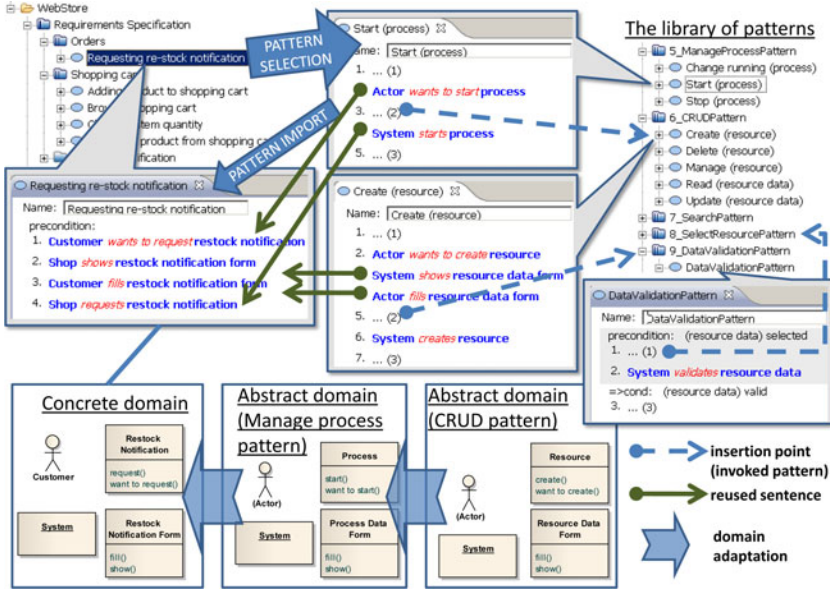 WebStore
Requirements Specification
Orders
Requesting re-stock notification
Shopping car
Adding product to shopping cart
Bro opping cart
C tem quantity
product from shopping ca
ification
PATTERN
SELECTION
PATTERN IMPORT
Start (process)
Name: Start (process)
1. ... (1)
Actor wants to start process
3. ... (2)
System starts process
5. ... (3)
The library of patterns
5_ManageProcessPattern
Change running (process)
Start (process)
Stop (process)
6_CRUDPattern
Create (resource)
Delete (resource)
Manage (resource)
Read (resource data)
Update (resource data)
7_SearchPattern
8_SelectResourcePattern
9_DataValidationPattern
DataValidationPattern
Requesting re-stock notification
Name: Requesting re-stock notification
precondition:
1. Customer wants to request restock notification
2. Shop shows restock notification form
3. Customer fills restock notification form
4. Shop requests restock notification
Create (resource)
Name: Create (resource)
1. ... (1)
2. Actor wants to create resource
System shows resource data form
Actor fills resource data form
5. ... (2)
6. System creates resource
7. ... (3)
DataValidationPattern
Name: DataValidationPattern
precondition: (resource data) selected
1. ... (1)
2. System validates resource data
=>cond: (resource data) valid
3. ... (3)
Concrete domain
Customer
Restock
Notification
request()
want to request()
System
Restock
Notification Form
fill()
show()
Abstract domain
(Manage process
pattern)
(Actor)
Process
start()
want to start()
System
Process Data
Form
fill()
show()
Abstract domain
(CRUD pattern)
(Actor)
Resource
create()
want to create()
System
Resource Data
Form
fill()
show()
insertion point
(invoked pattern)
reused sentence
domain
adaptation